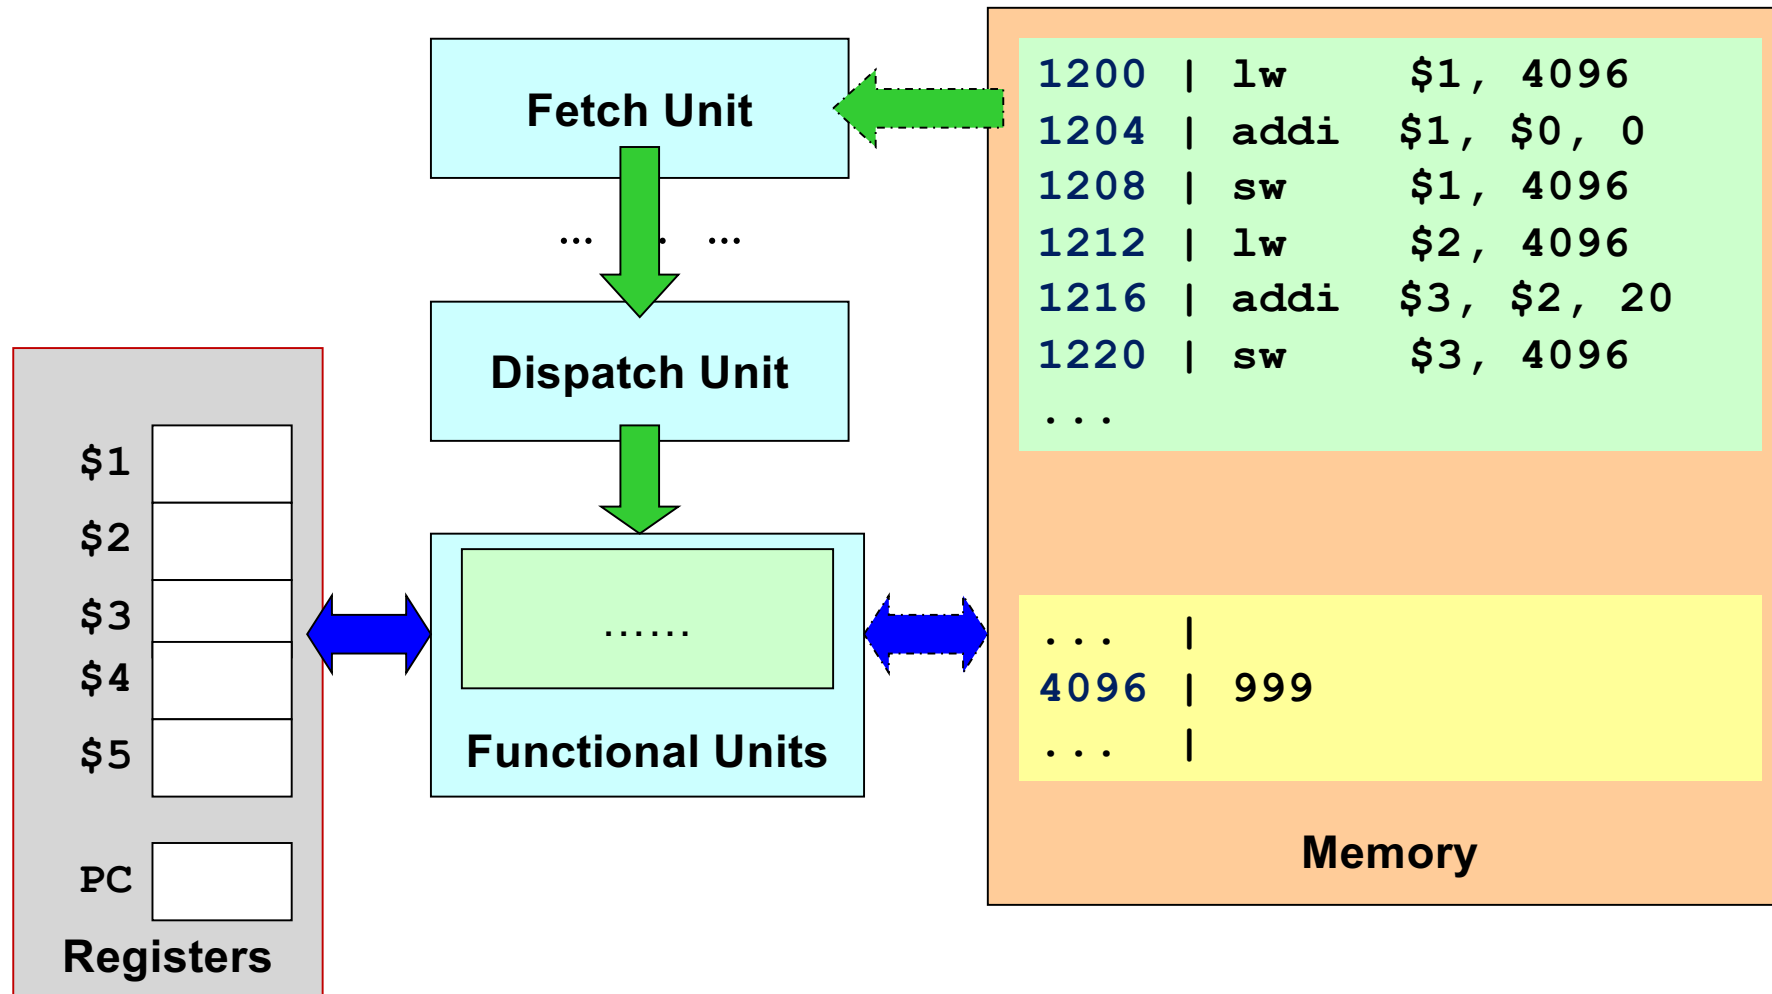 Fetch Unit
... . ...
Dispatch Unit
......
Functional Units
$1
$2
$3
$4
$5
PC
Registers
1200 | lw $1, 4096
1204 | addi $1, $0, 0
1208 | sw $1, 4096
1212 | lw $2, 4096
1216 | addi $3, $2, 20
1220 | sw $3, 4096
...
... |
4096 | 999
... |
Memory